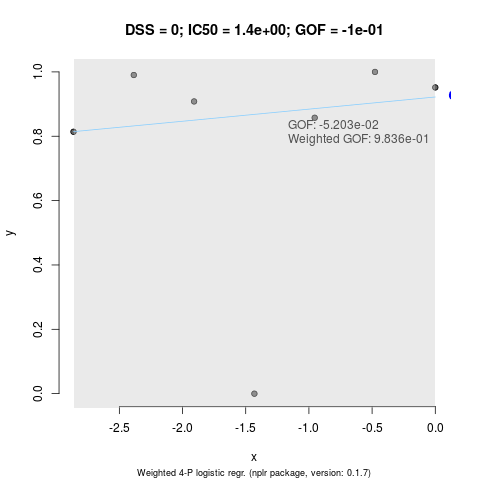 DSS = 0; IC50 = 1.4e+00; GOF = -1e-01
1.0
0.8
0.6
0.4
0.2
0.0
y
GOF: -5.203e-02
Weighted GOF: 9.836e-01
-2.5 -2.0 -1.5 -1.0 -0.5 0.0
x
Weighted 4-P logistic regr. (nplr package, version: 0.1.7)